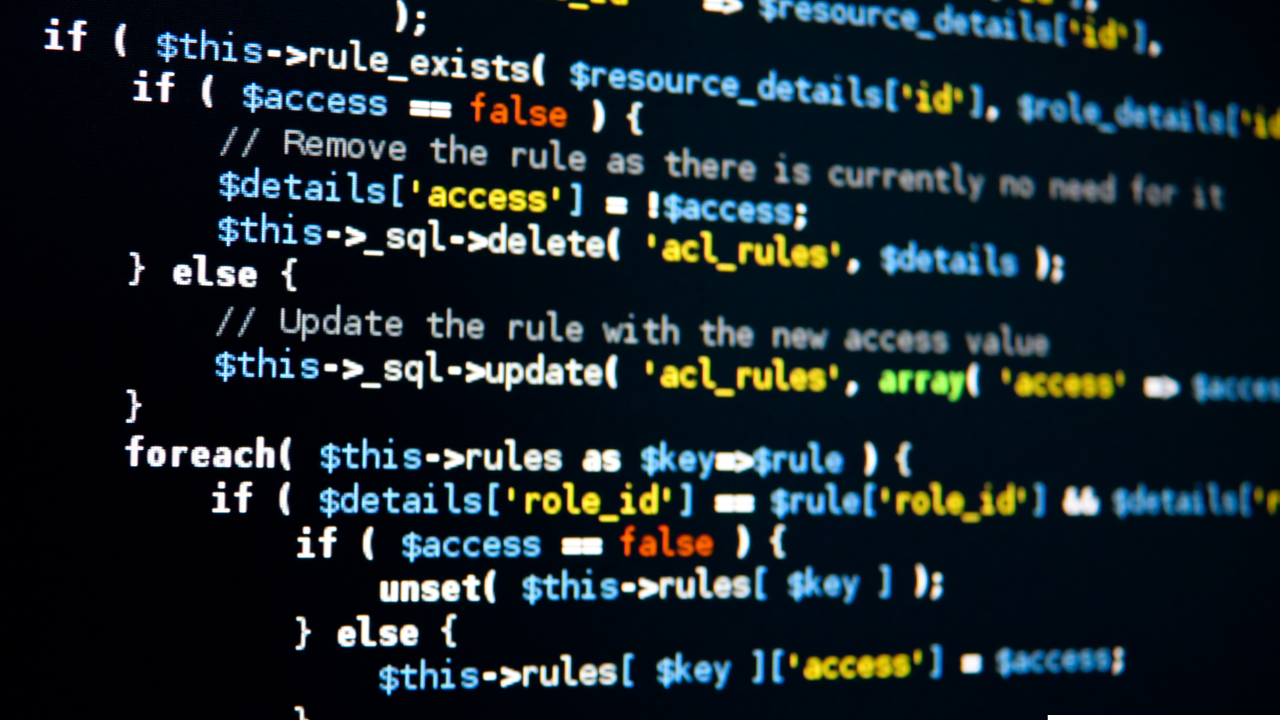 => $resource_details['id'],
);
if ( $this->rule_exists( $resource_details['id'], $role_details['id
if ( $access == false ) {
// Remove the rule as there is currently no need for it
$details['access'] = !$access;
$this->_sql->delete( 'acl_rules', $details );
} else {
// Update the rule with the new access value
$this->_sql->update( 'acl_rules', array( 'access' => $acces
}
foreach( $this->rules as $key=>$rule ) {
if ( $details['role_id'] == $rule['role_id'] && $details['r
if ( $access == false ) {
unset( $this->rules[ $key ] );
} else {
$this->rules[ $key ]['access'] = $access;
}